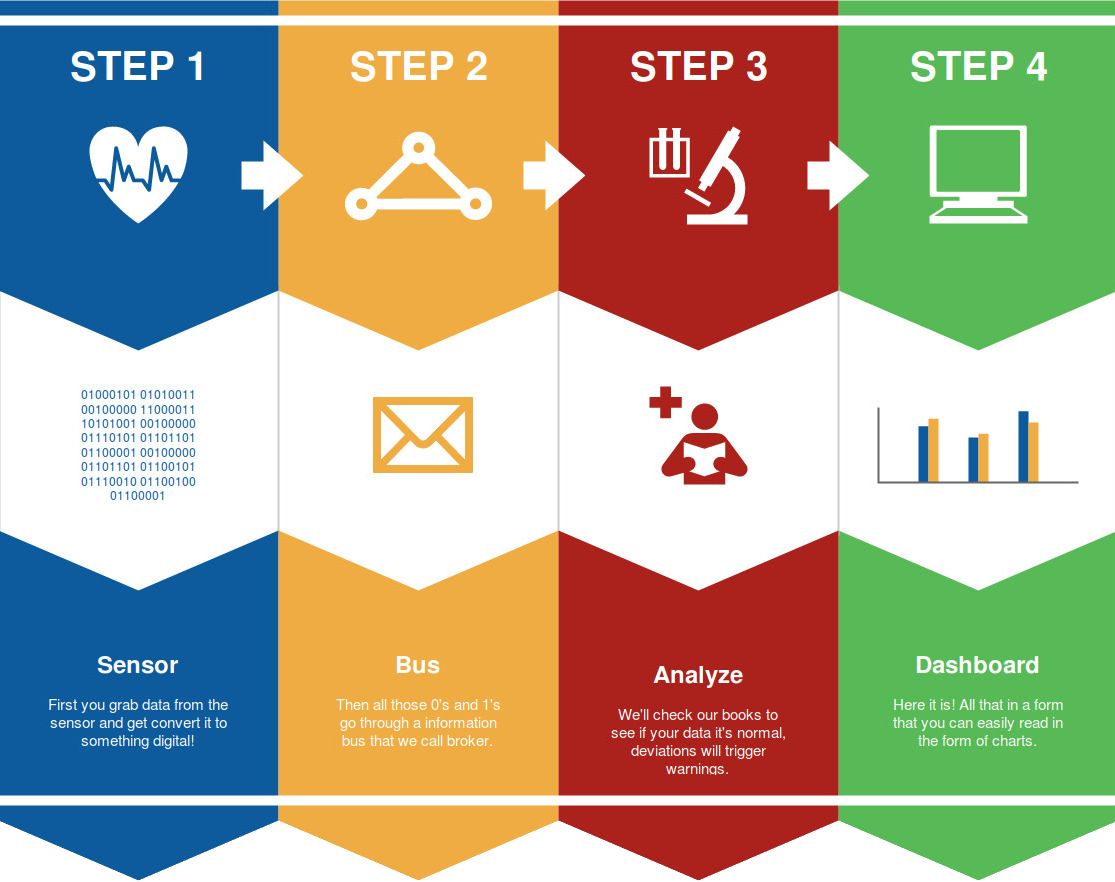 STEP 1
STEP 2
STEP 3
STEP 4
01000101 01010011
00100000 11000011
10101001 00100000
01110101 01101101
01100001 00100000
01101101 01100101
01110010 01100100
01100001
Sensor
First you grab data from the
sensor and get convert it to
something digital!
Bus
Then all those 0's and 1's
go through a information
bus that we call broker.
Analyze
We'll check our books to
see if your data it's normal,
deviations will trigger
warnings.
Dashboard
Here it is! All that in a form
that you can easily read in
the form of charts.